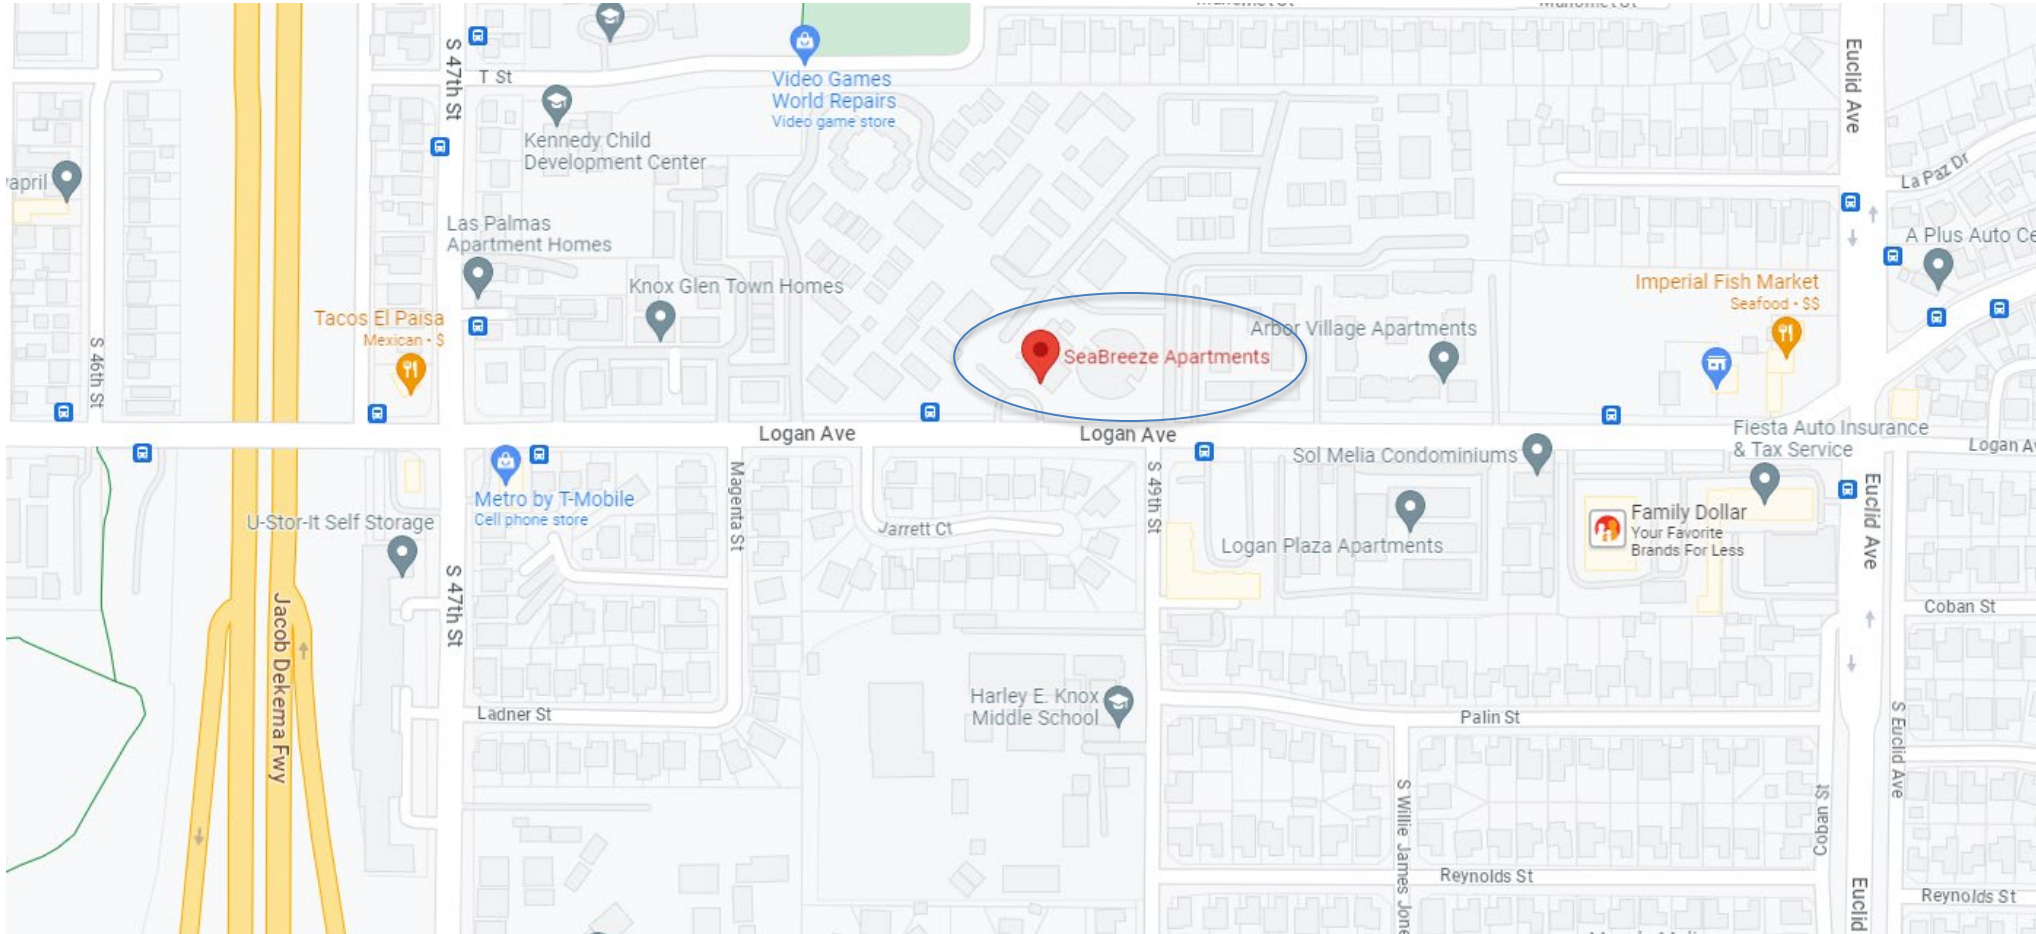 S 47th St
T St
Video Games
World Repairs
Video game store
Euclid Ave
Kennedy Child
Development Center
La Paz Dr
Las Palmas
Apartment Homes
A Plus Auto
Knox Glen Town Homes
Imperial Fish Market
Seafood • $$
Tacos El Paisa
Mexican • $
Arbor Village Apartments
SeaBreeze Apartments
S 46th St
Logan Ave
Logan Ave
Fiesta Auto Insurance
& Tax Service
Logan
Sol Melia Condominiums
Magenta St
S 49th St
Metro by T-Mobile
Cell phone store
U-Stor-It Self Storage
Jarrett Ct
Logan Plaza Apartments
Family Dollar
Your Favorite
Brands For Less
Euclid Ave
S 47th St
Jacob Dekema Fwy
Coban St
Harley E. Knox
Middle School
Ladner St
Palin St
S Euclid Ave
S Willie James
Coban St
Reynolds St
Euclid
Reynolds St